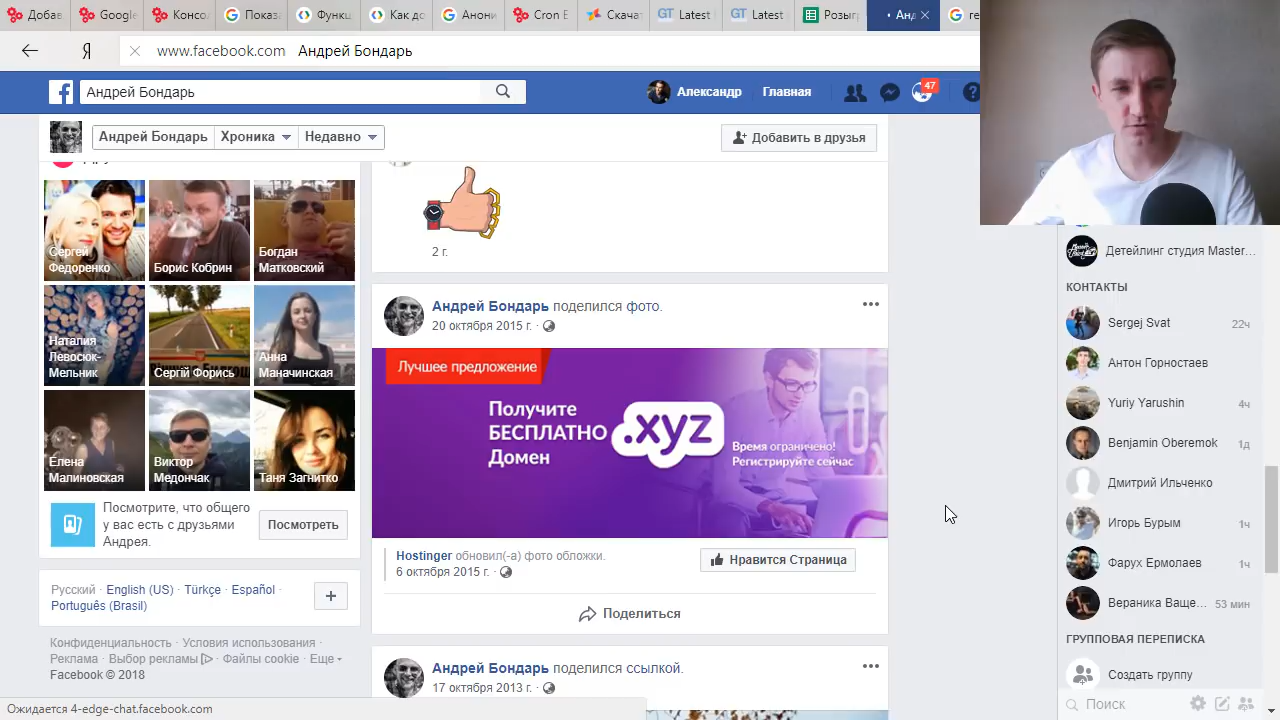 Добав
Google
Консол
Показа
Функц
Как до
Анони
Cron E
Скачат
GT Latest
GT Latest
Розыгр
Анд
re
www.facebook.com Андрей Бондарь
Андрей Бондарь
Александр
Главная
47
Андрей Бондарь
Хроника
Недавно
Добавить в друзья
Сергей
Федоренко
Борис Кобрин
Богдан
Матковский
Наталия
Левосюк-
Мельник
Сергій Форись
Анна
Маначинская
Елена
Малиновская
Виктор
Медончак
Таня Загнитко
Посмотрите, что общего
у вас есть с друзьями
Андрея.
Посмотреть
Русский · English (US) · Türkçe · Español ·
Português (Brasil)
Конфиденциальность · Условия использования ·
Реклама · Выбор рекламы · Файлы cookie · Еще
Facebook © 2018
2 г.
Андрей Бондарь поделился фото.
20 октября 2015 г. ·
Лучшее предложение
Получите
БЕСПЛАТНО
Домен
.xyz
Время ограничено!
Регистрируйте сейчас
Hostinger обновил(-а) фото обложки.
6 октября 2015 г. ·
Нравится Страница
Поделиться
Андрей Бондарь поделился ссылкой.
17 октября 2013 г. ·
Детейлинг студия Master...
КОНТАКТЫ
Sergej Svat 22ч
Антон Горностаев
Yuriy Yarushin 4ч
Benjamin Oberemok 1д
Дмитрий Ильченко
Игорь Бурым 1ч
Фарух Ермолаев 1ч
Вераника Ваще... 53 мин
ГРУППОВАЯ ПЕРЕПИСКА
Создать группу
Поиск
Ожидается 4-edge-chat.facebook.com